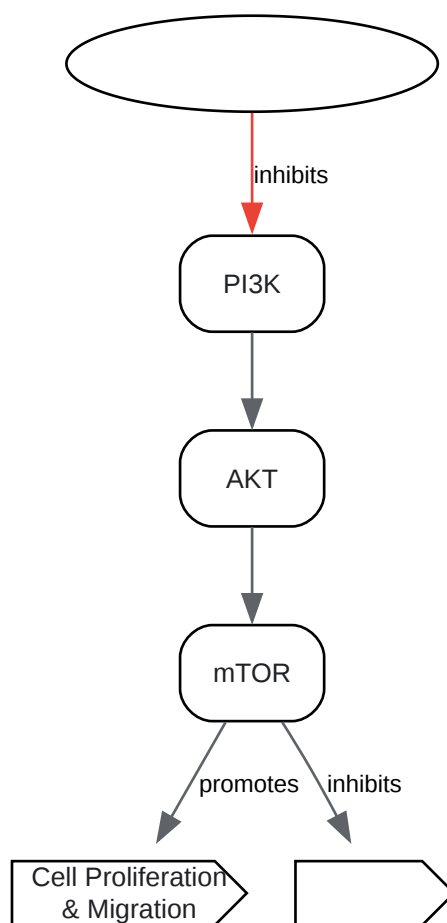 inhibits
PI3K
AKT
mTOR
promotes
inhibits
Cell Proliferation
& Migration